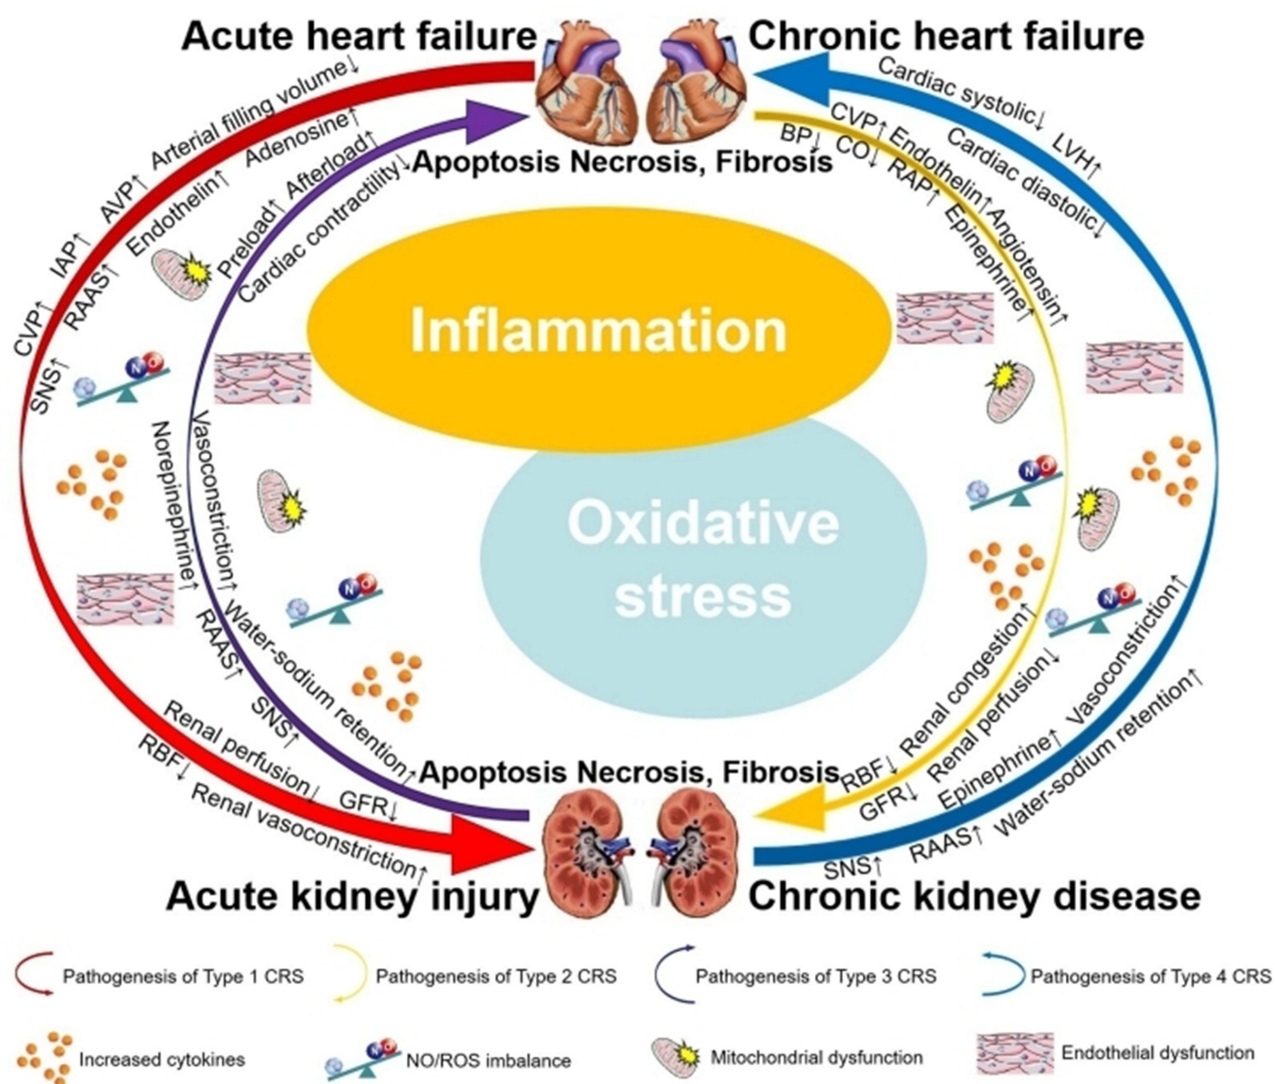 Acute heart failure
Chronic heart failure
Arterial filling volume↓
Adenosine↑
AVP↑
Endothelin↑
IAP↑
RAAS↑
CVP↑
SNS↑
Afterload↑
Preload↑
Cardiac contractility↓
Apoptosis Necrosis, Fibrosis
Cardiac systolic↓
LVH↑
Cardiac diastolic↓
CVP↑
Endothelin↑
Angiotensin↑
BP↓
CO↓
RAP↑
Epinephrine↑
Inflammation
Oxidative
stress
Norepinephrine↑
Vasoconstriction↑
RAAS↑
Water-sodium retention↑
SNS↑
Renal perfusion↓
GFR↓
RBF↓
Renal vasoconstriction↑
Apoptosis Necrosis, Fibrosis
Renal congestion↑
RBF↓
Renal perfusion↓
GFR↓
Vasoconstriction↑
Epinephrine↑
Water-sodium retention↑
RAAS↑
SNS↑
N O
N O
N O
N O
Acute kidney injury
Chronic kidney disease
Pathogenesis of Type 1 CRS
Pathogenesis of Type 2 CRS
Pathogenesis of Type 3 CRS
Pathogenesis of Type 4 CRS
Increased cytokines
N O
NO/ROS imbalance
Mitochondrial dysfunction
Endothelial dysfunction